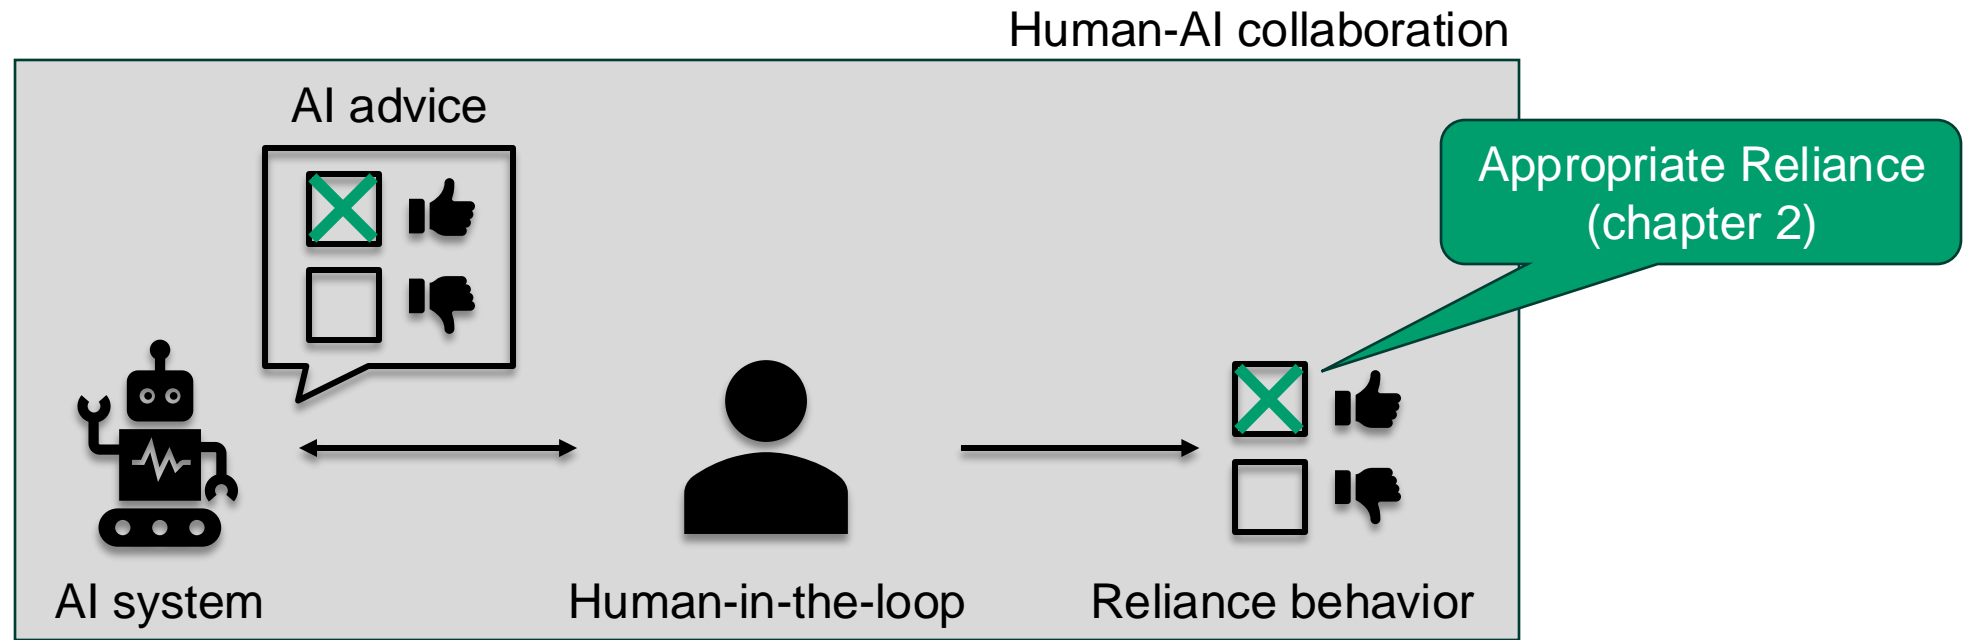 Human-AI collaboration
AI advice
Appropriate Reliance
(chapter 2)
AI system
Human-in-the-loop
Reliance behavior